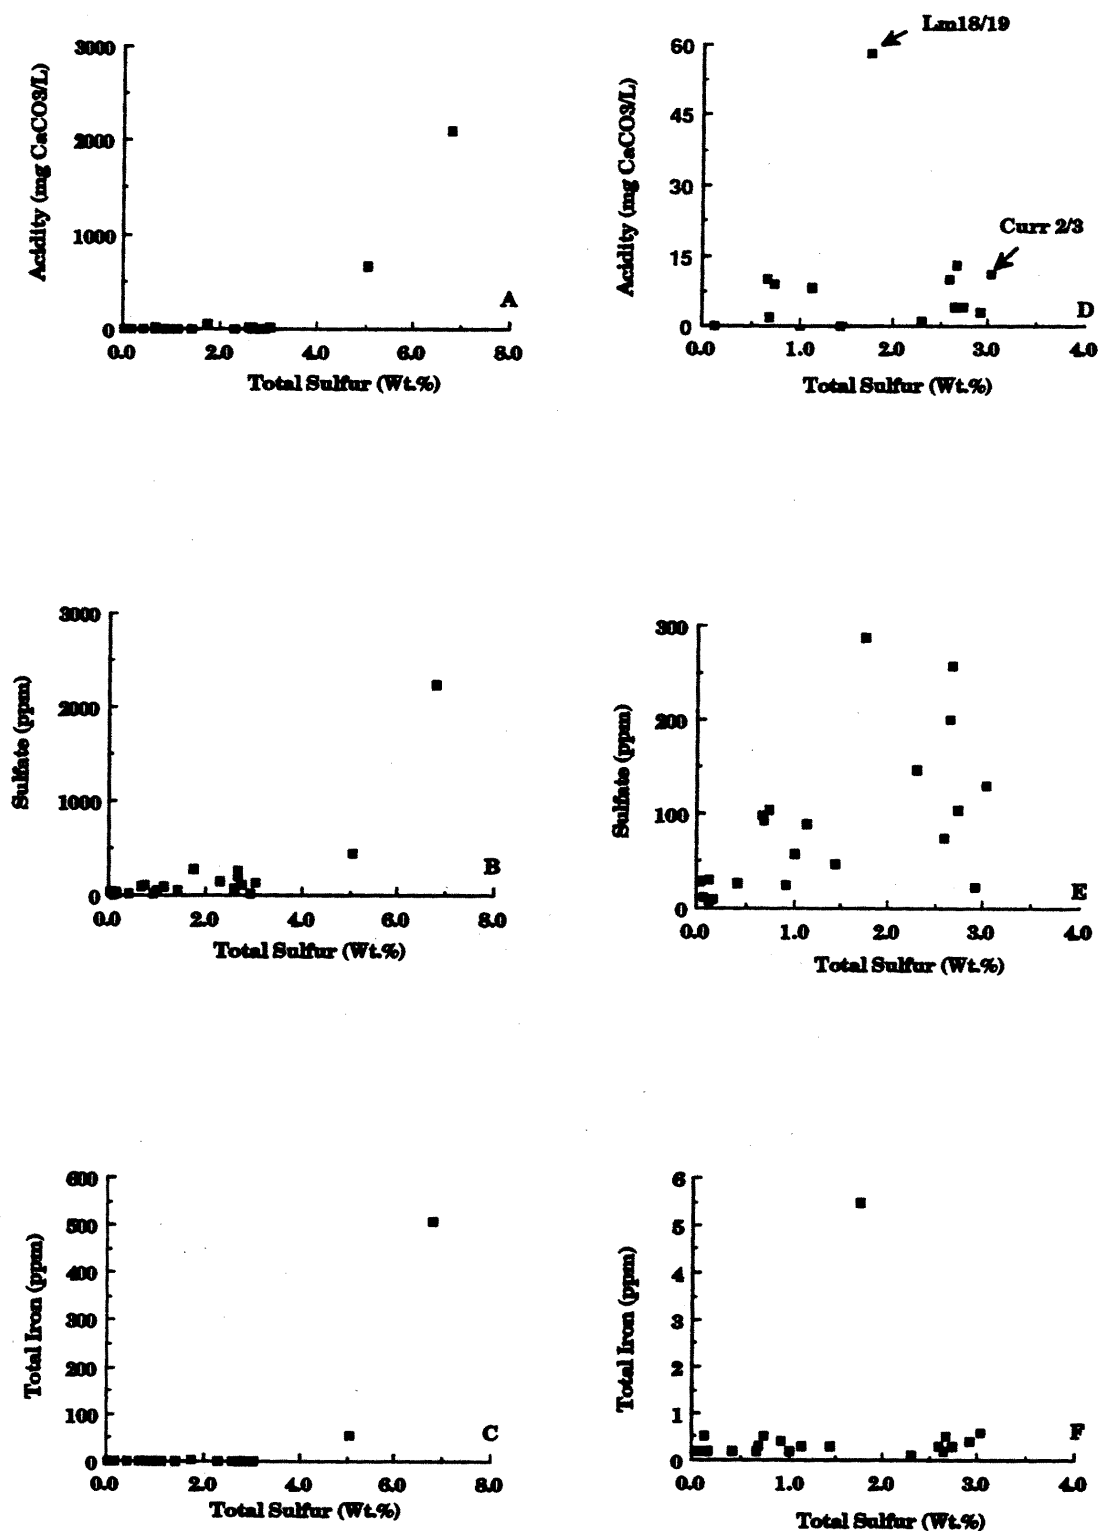 Lm18/19
3000
2000
1000
0
0.0 2.0 4.0 6.0 8.0
Acidity (mg CaCO3/L)
Total Sulfur (Wt.%)
A
60
45
30
15
0
0.0 1.0 2.0 3.0 4.0
Acidity (mg CaCO3/L)
Curr 2/3
Total Sulfur (Wt.%)
D
3000
2000
1000
0
0.0 2.0 4.0 6.0 8.0
Sulfate (ppm)
Total Sulfur (Wt.%)
B
300
200
100
0
0.0 1.0 2.0 3.0 4.0
Sulfate (ppm)
Total Sulfur (Wt.%)
E
600
500
400
300
200
100
0
0.0 2.0 4.0 6.0 8.0
Total Iron (ppm)
Total Sulfur (Wt.%)
C
6
5
4
3
2
1
0
0.0 1.0 2.0 3.0 4.0
Total Iron (ppm)
Total Sulfur (Wt.%)
F